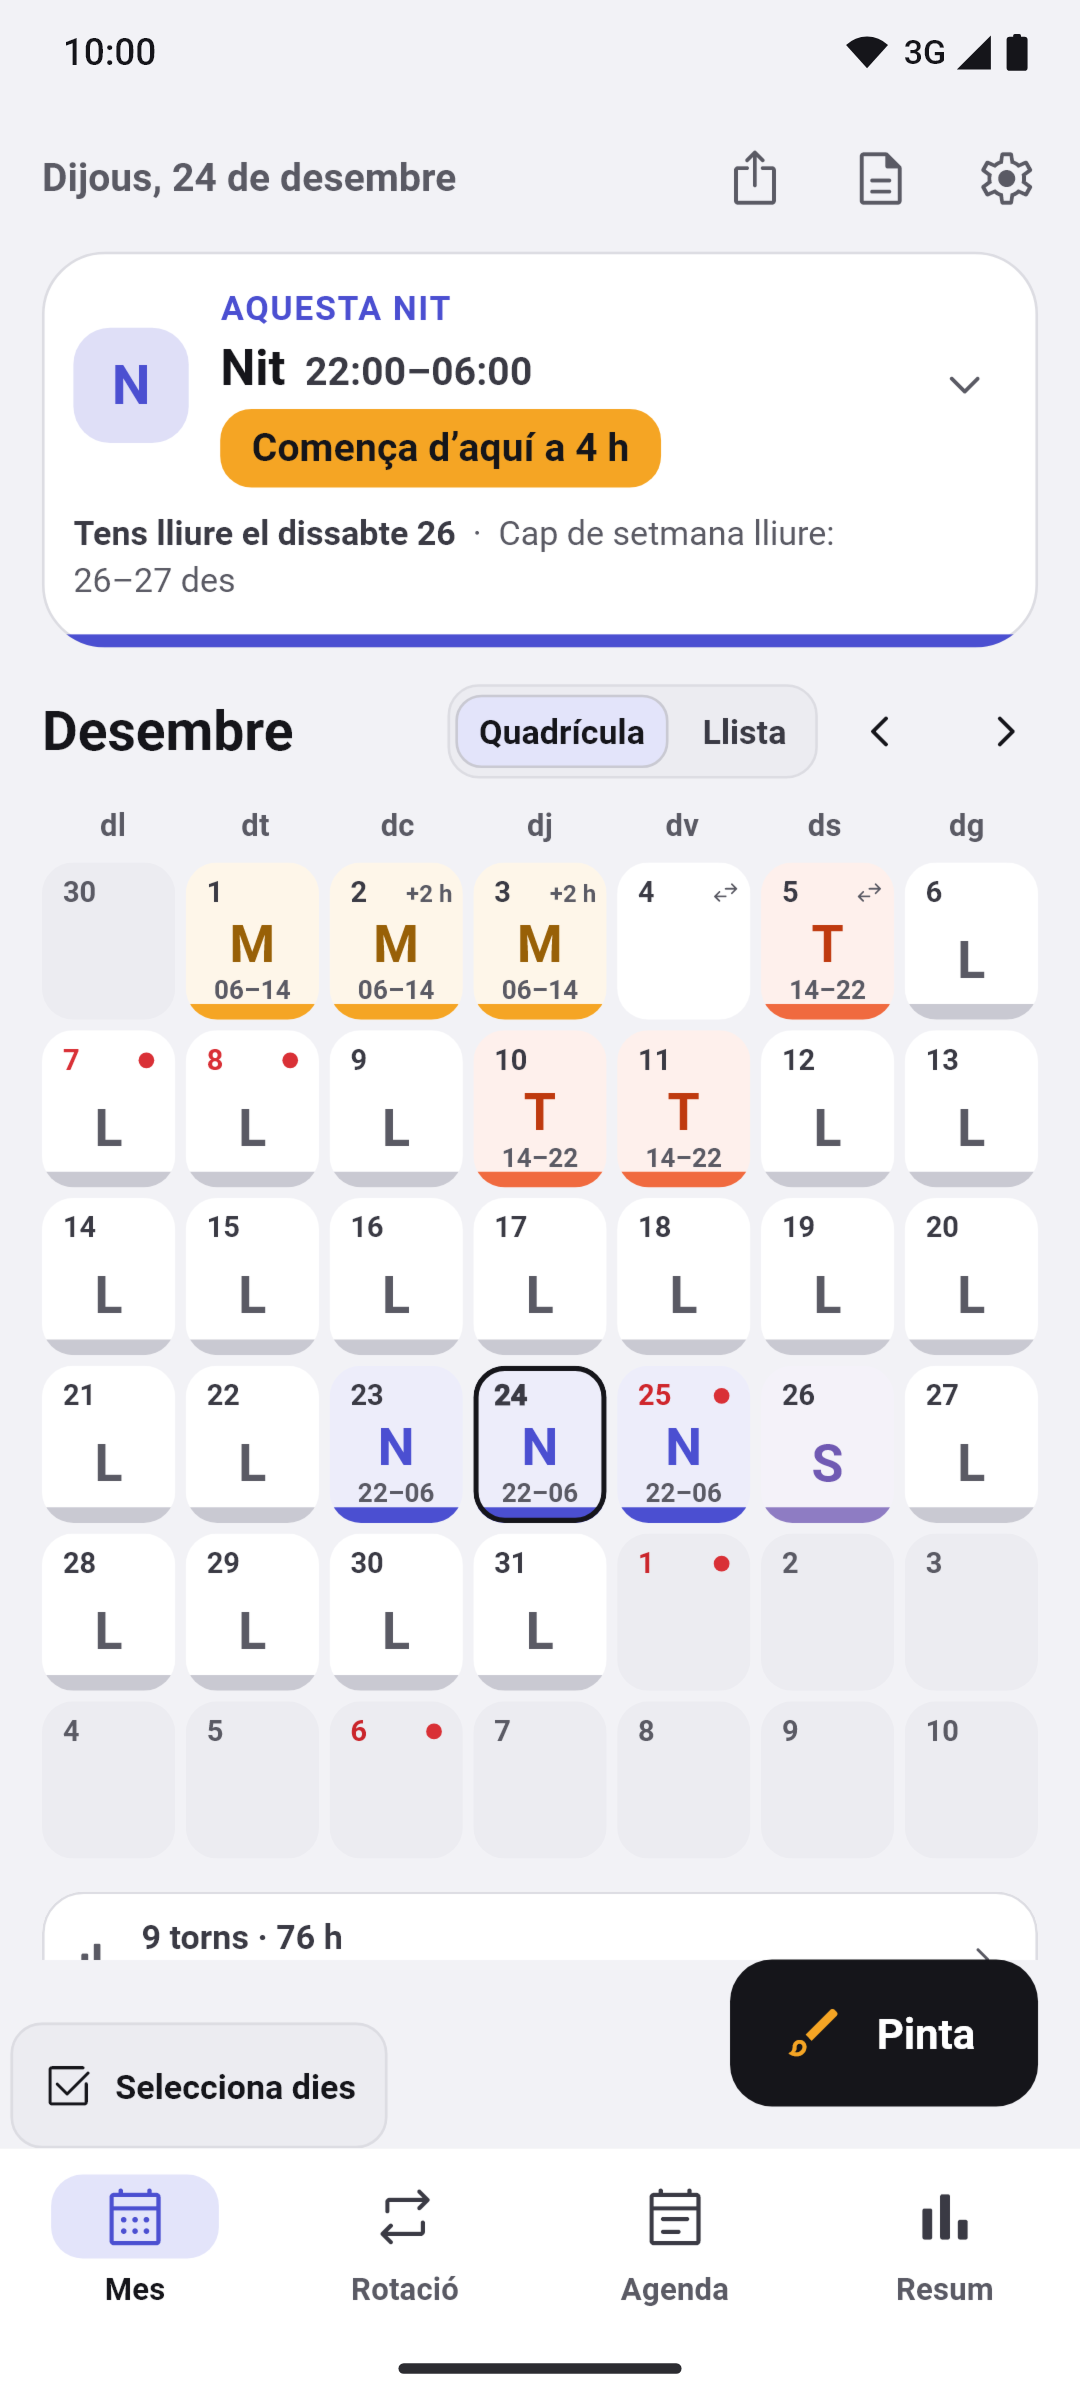 10:00
3G
Dijous, 24 de desembre
AQUESTA NIT
N
Nit 22:00–06:00
Comença d’aquí a 4 h
Tens lliure el dissabte 26 · Cap de setmana lliure:
26–27 des
Desembre
Quadrícula
Llista
dl dt dc dj dv ds dg
30 1 2 +2 h 3 +2 h 4 5 6
M M M T L
06–14 06–14 06–14 14–22
7 8 9 10 11 12 13
L L L T T L L
14–22 14–22
14 15 16 17 18 19 20
L L L L L L L
21 22 23 24 25 26 27
L L N N N S L
22–06 22–06 22–06
28 29 30 31 1 2 3
L L L L
4 5 6 7 8 9 10
9 torns · 76 h
Pinta
Selecciona dies
Mes
Rotació
Agenda
Resum